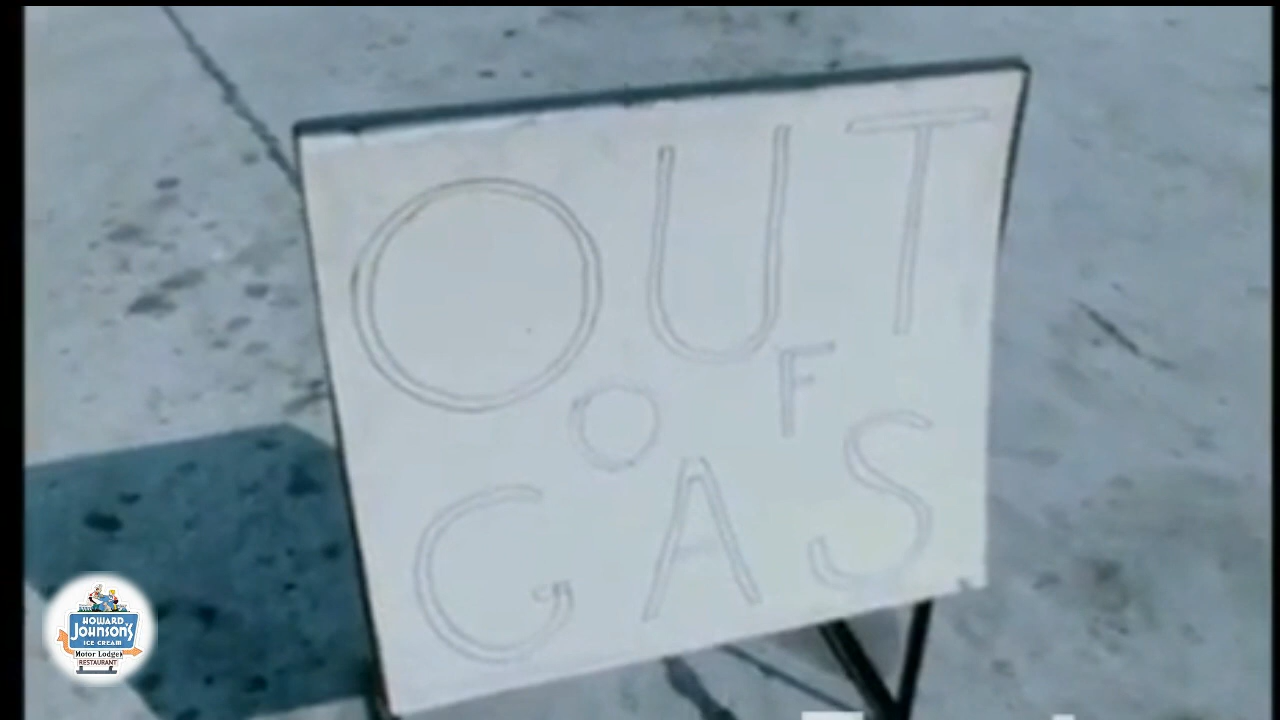 OUT
OF
GAS
HOWARD
JOHNSON'S
ICE CREAM
Motor Lodges
RESTAURANT